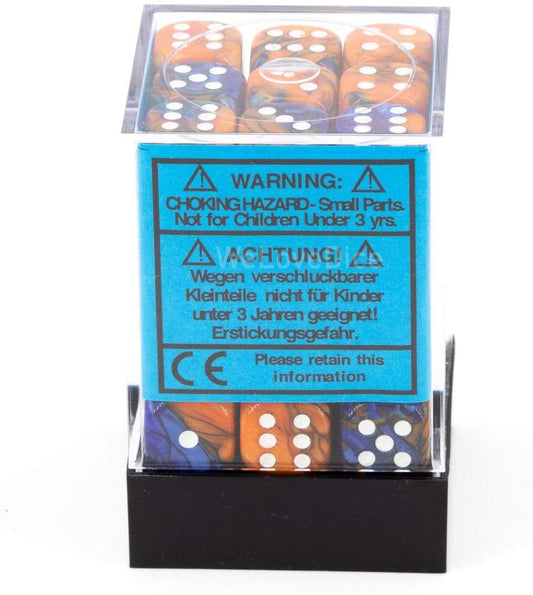 WARNING:
CHOKING HAZARD - Small Parts.
Not for Children Under 3 yrs.
ACHTUNG!
WeLoveDice
Wegen verschluckbarer
Kleinteile nicht für Kinder
unter 3 Jahren geeignet!
Erstickungsgefahr.
CE
Please retain this
information